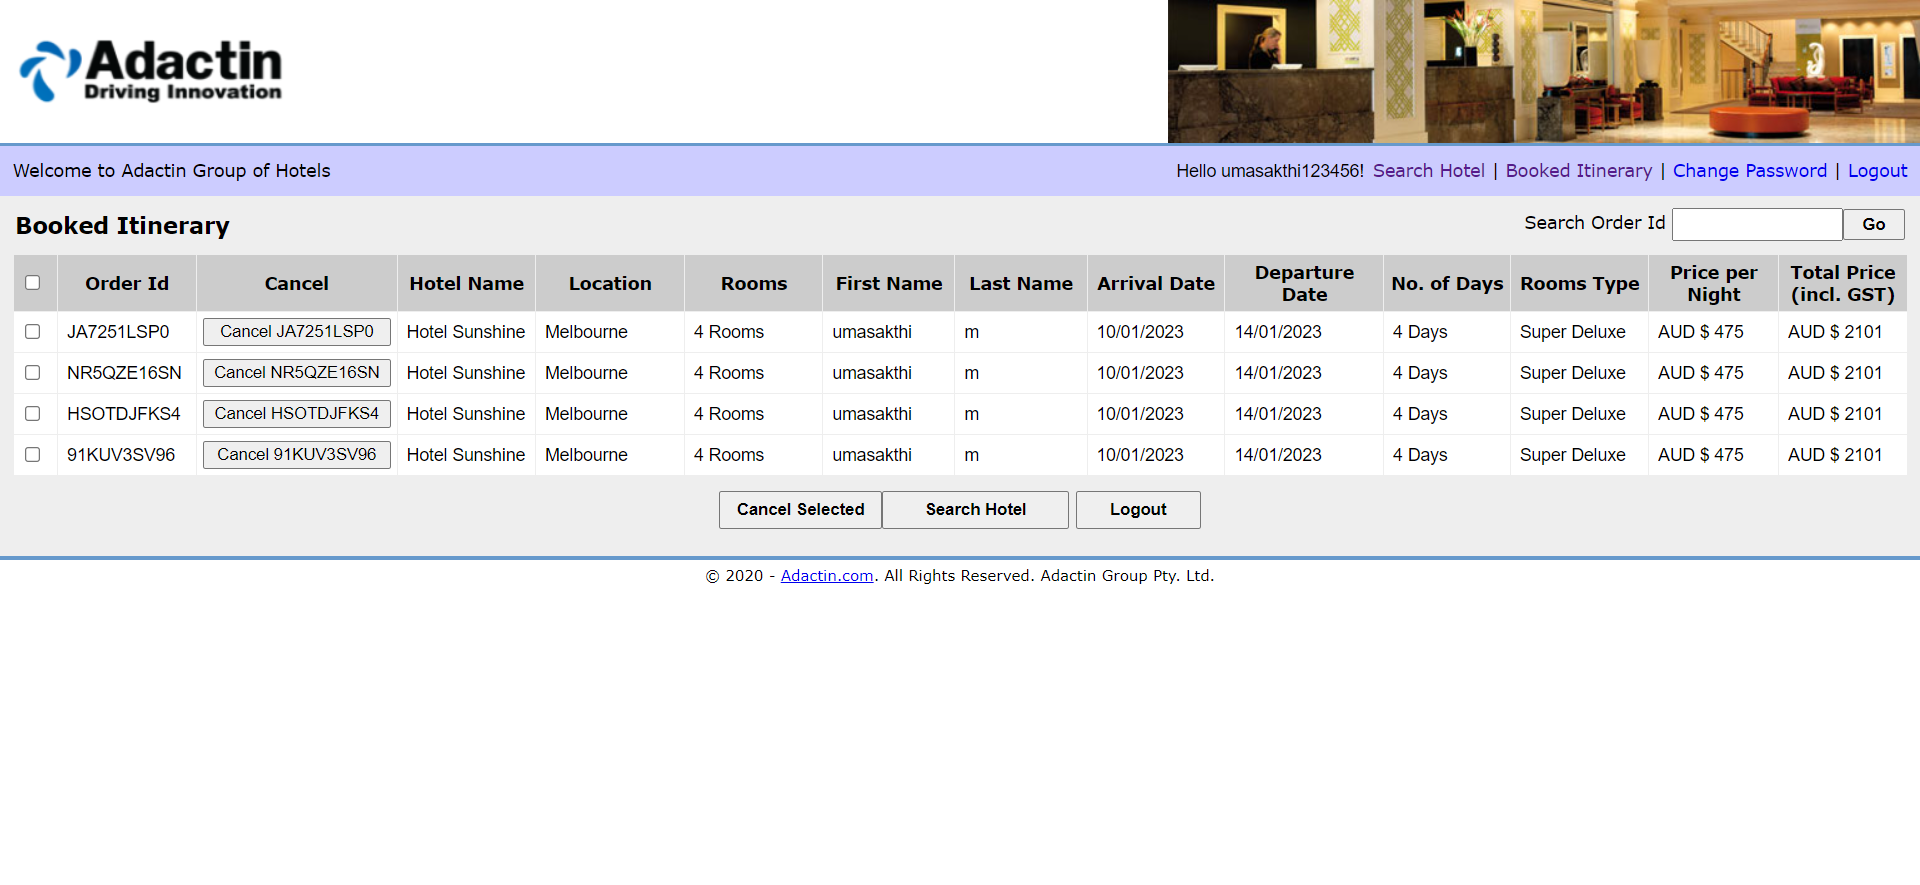 Adactin
Driving Innovation
Welcome to Adactin Group of Hotels
Hello umasakthi123456! Search Hotel | Booked Itinerary | Change Password | Logout
Booked Itinerary
Search Order Id Go
Order Id Cancel Hotel Name Location Rooms First Name Last Name Arrival Date Departure Date No. of Days Rooms Type Price per Night Total Price (incl. GST)
JA7251LSP0 Cancel JA7251LSP0 Hotel Sunshine Melbourne 4 Rooms umasakthi m 10/01/2023 14/01/2023 4 Days Super Deluxe AUD $ 475 AUD $ 2101
NR5QZE16SN Cancel NR5QZE16SN Hotel Sunshine Melbourne 4 Rooms umasakthi m 10/01/2023 14/01/2023 4 Days Super Deluxe AUD $ 475 AUD $ 2101
HSOTDJFKS4 Cancel HSOTDJFKS4 Hotel Sunshine Melbourne 4 Rooms umasakthi m 10/01/2023 14/01/2023 4 Days Super Deluxe AUD $ 475 AUD $ 2101
91KUV3SV96 Cancel 91KUV3SV96 Hotel Sunshine Melbourne 4 Rooms umasakthi m 10/01/2023 14/01/2023 4 Days Super Deluxe AUD $ 475 AUD $ 2101
Cancel Selected Search Hotel Logout
© 2020 - Adactin.com. All Rights Reserved. Adactin Group Pty. Ltd.